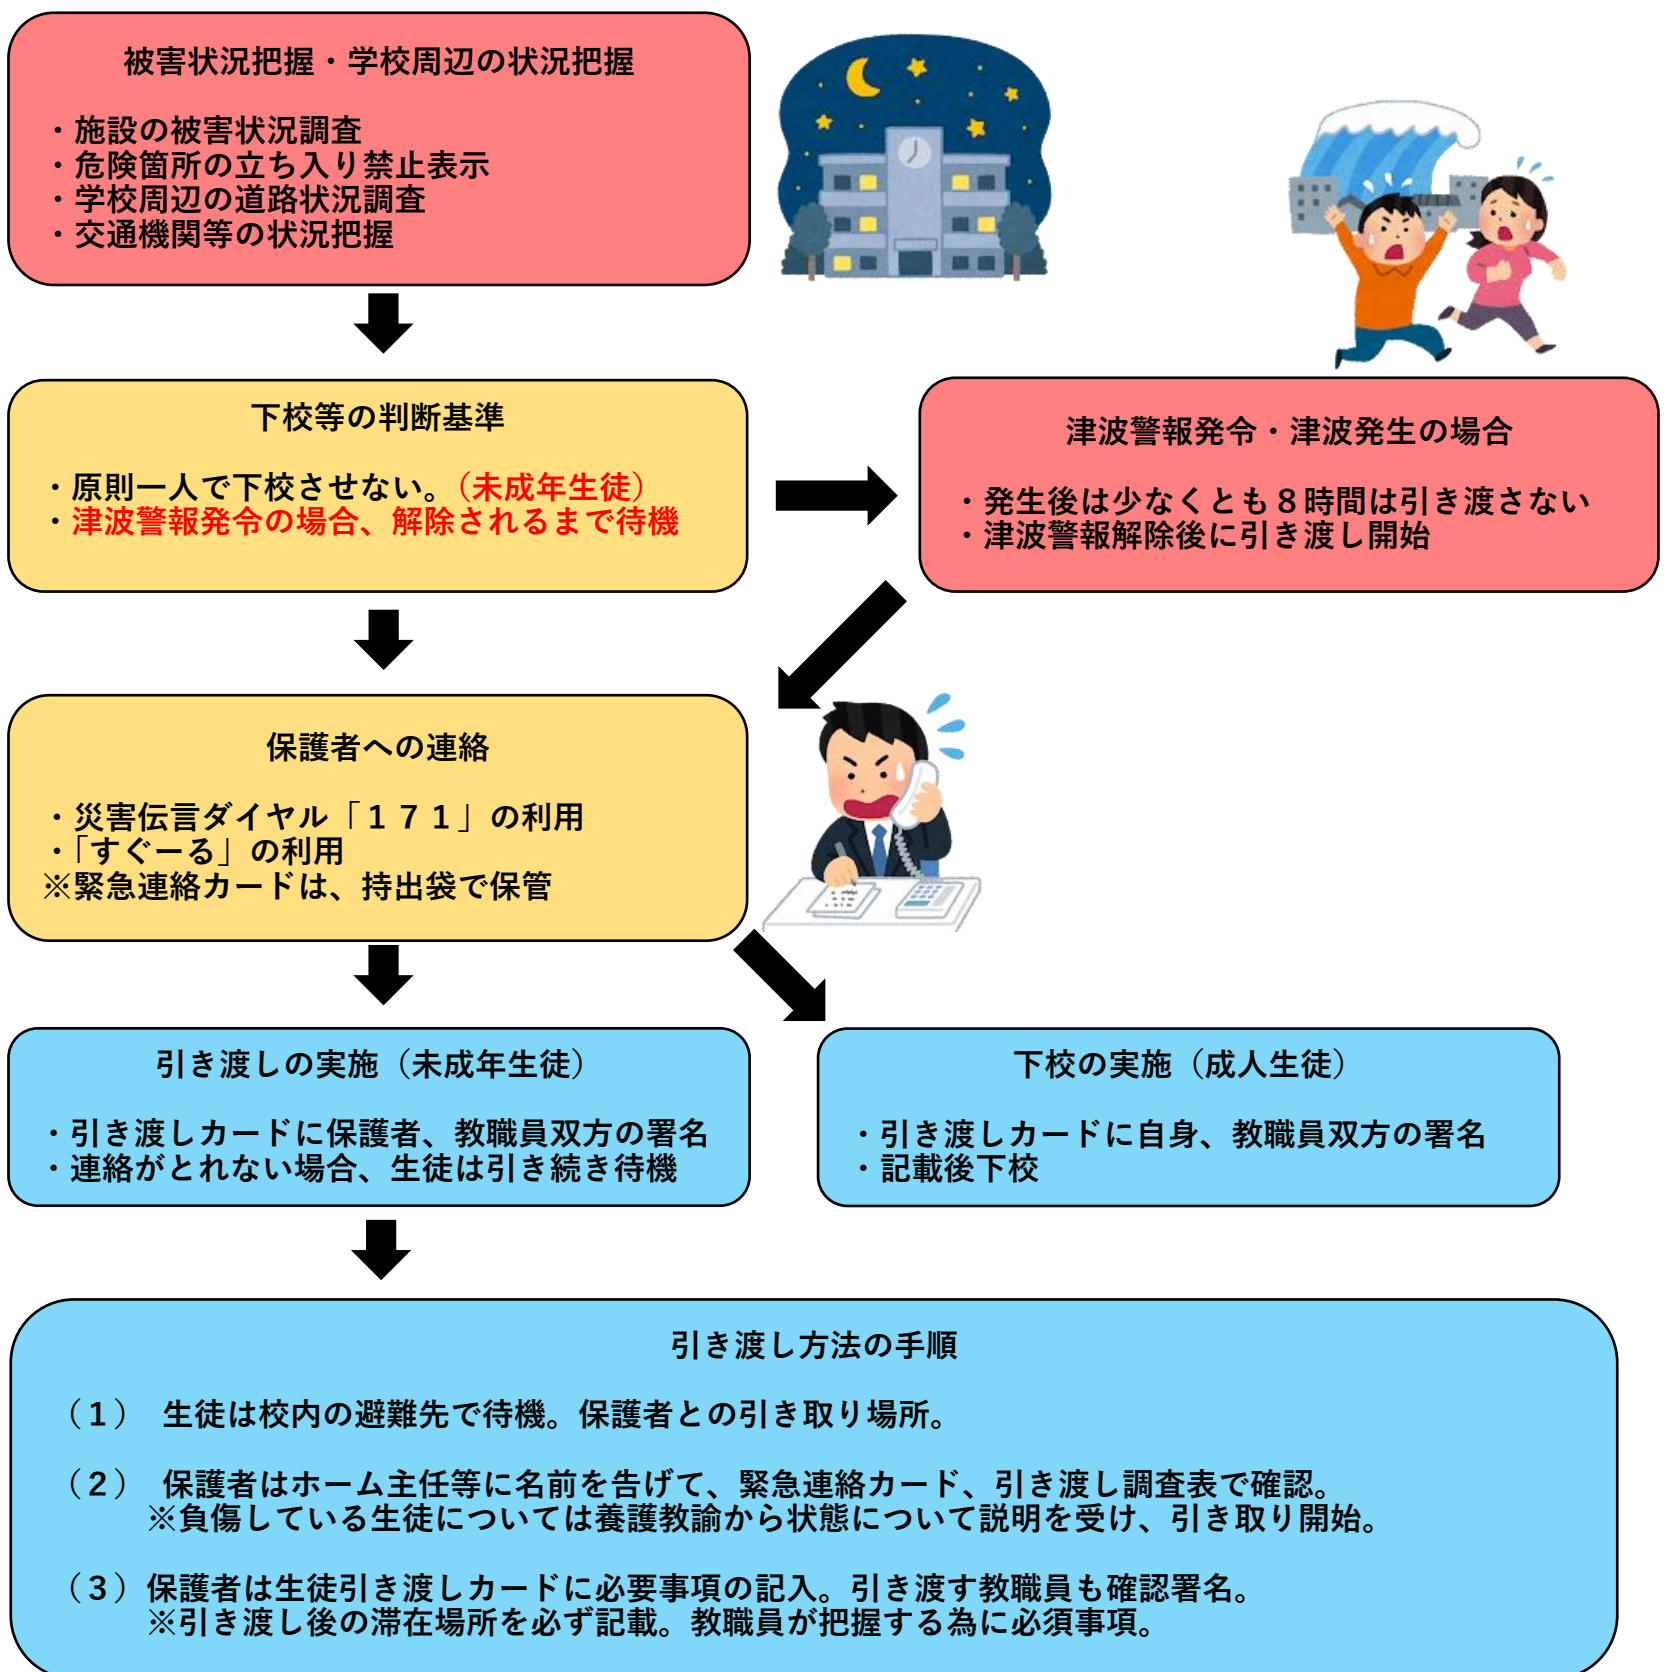 被害状況把握・学校周辺の状況把握
・施設の被害状況調査
・危険箇所の立ち入り禁止表示
・学校周辺の道路状況調査
・交通機関等の状況把握
下校等の判断基準
・原則一人で下校させない。（未成年生徒）
・津波警報発令の場合、解除されるまで待機
津波警報発令・津波発生の場合
・発生後は少なくとも８時間は引き渡さない
・津波警報解除後に引き渡し開始
保護者への連絡
・災害伝言ダイヤル「１７１」の利用
・「すぐーる」の利用
※緊急連絡カードは、持出袋で保管
引き渡しの実施（未成年生徒）
・引き渡しカードに保護者、教職員双方の署名
・連絡がとれない場合、生徒は引き続き待機
下校の実施（成人生徒）
・引き渡しカードに自身、教職員双方の署名
・記載後下校
引き渡し方法の手順
（１）　生徒は校内の避難先で待機。保護者との引き取り場所。
（２）　保護者はホーム主任等に名前を告げて、緊急連絡カード、引き渡し調査表で確認。
※負傷している生徒については養護教諭から状態について説明を受け、引き取り開始。
（３）保護者は生徒引き渡しカードに必要事項の記入。引き渡す教職員も確認署名。
※引き渡し後の滞在場所を必ず記載。教職員が把握する為に必須事項。